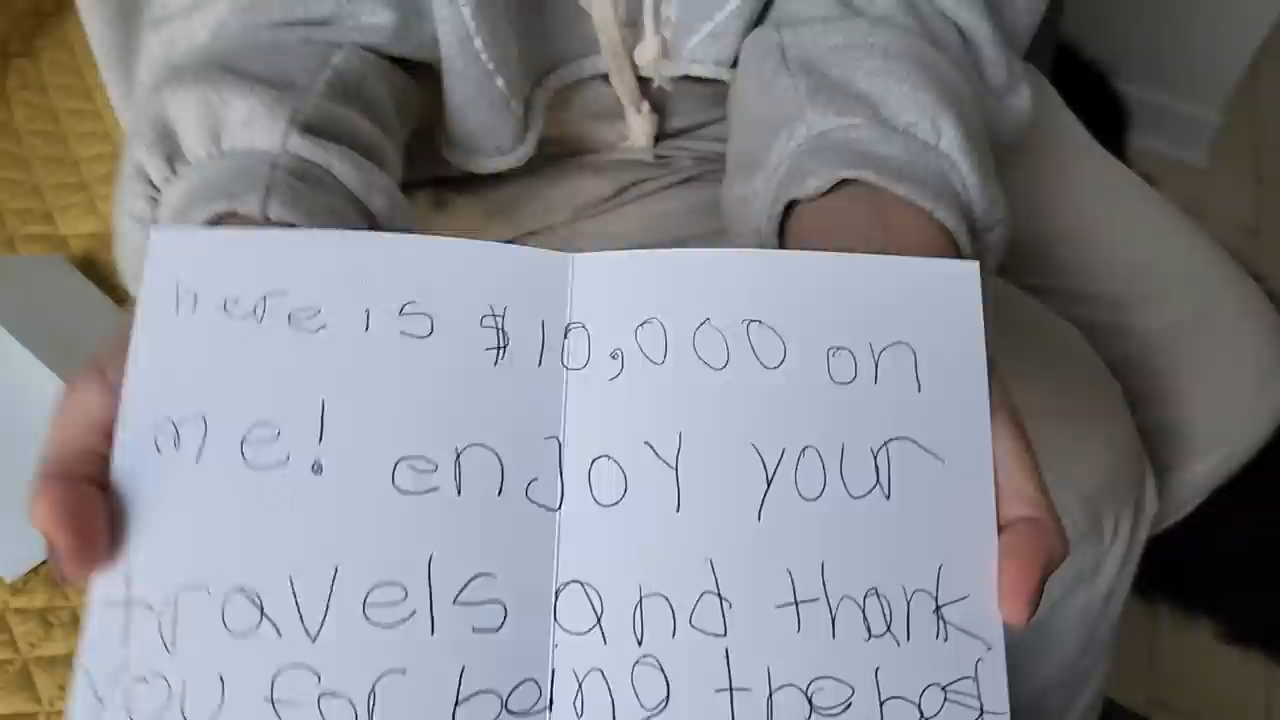 here is $10,000 on
me! enjoy your
travels and thank
you for being the best